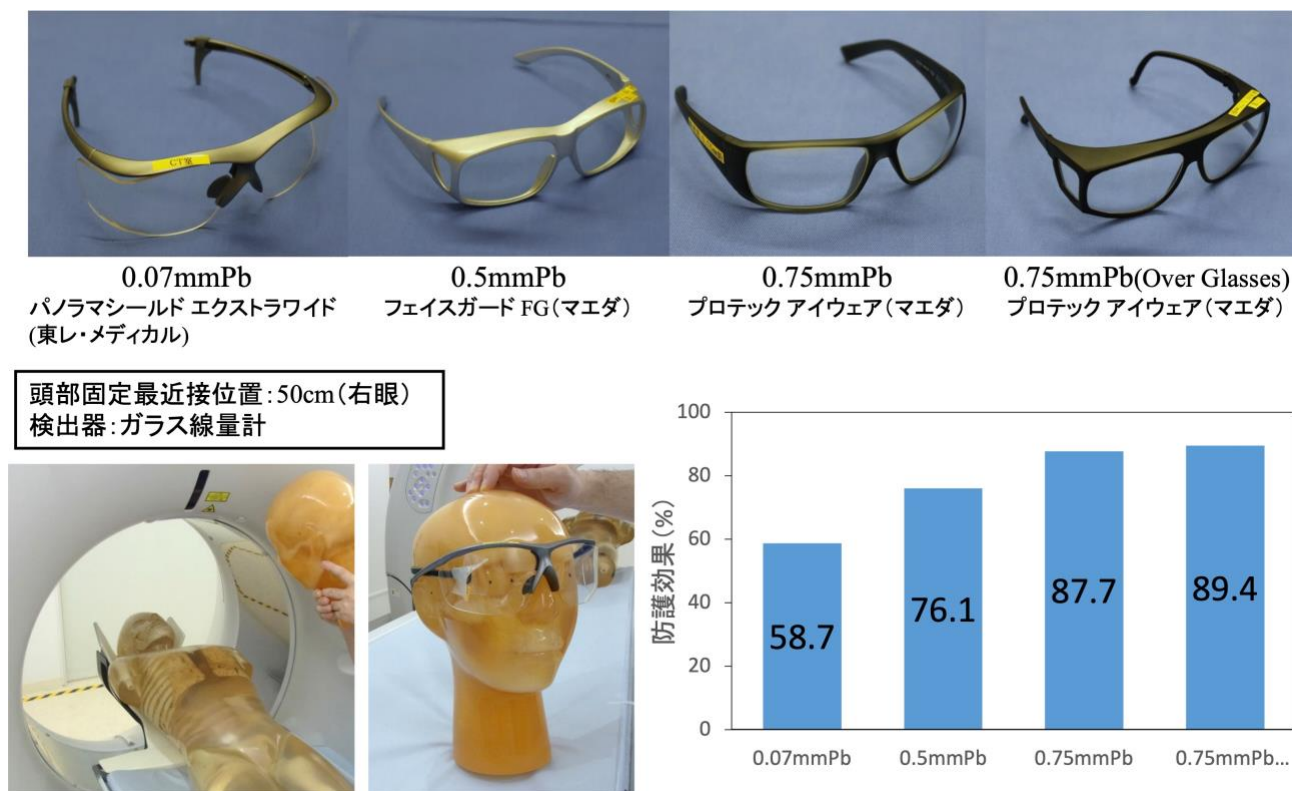 CT室
0.07mmPb
パノラマシールド エクストラワイド
(東レ・メディカル)
0.5mmPb
フェイスガード FG(マエダ)
0.75mmPb
プロテック アイウェア(マエダ)
0.75mmPb(Over Glasses)
プロテック アイウェア(マエダ)
頭部固定最近接位置:50cm(右眼)
検出器:ガラス線量計
防護効果(%)
100
80
60
40
20
0
58.7
76.1
87.7
89.4
0.07mmPb
0.5mmPb
0.75mmPb
0.75mmPb...